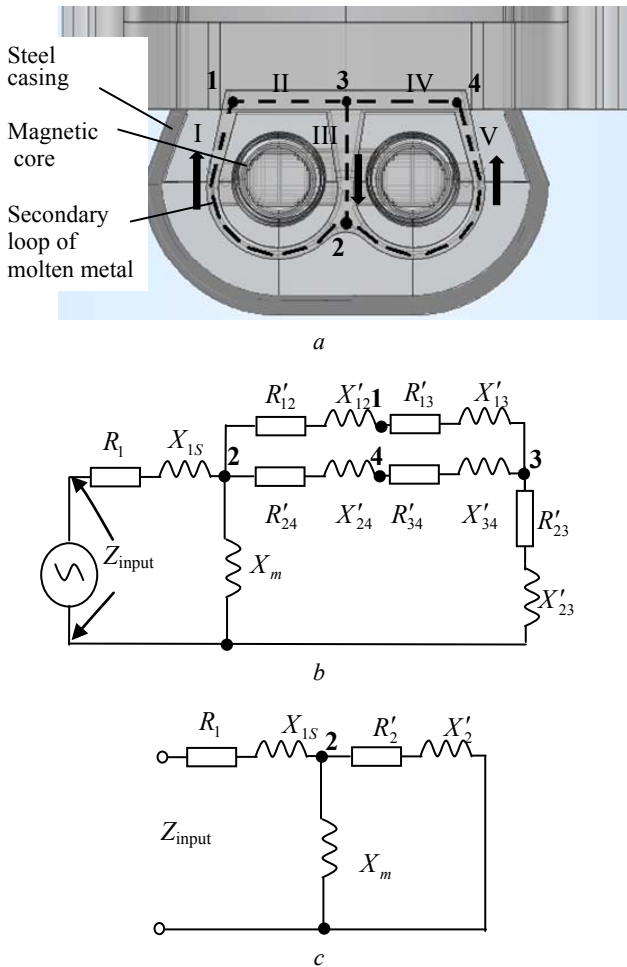 Steel
casing
Magnetic
core
Secondary
loop of
molten metal
1 II 3 IV 4
I III V
2
a
R′12 X′12 1 R′13 X′13
R1 X1S 2 4 3
R′24 X′24 R′34 X′34 R′23
Zinput Xm X′23
b
R1 X1S 2 R′2 X′2
Zinput Xm
c